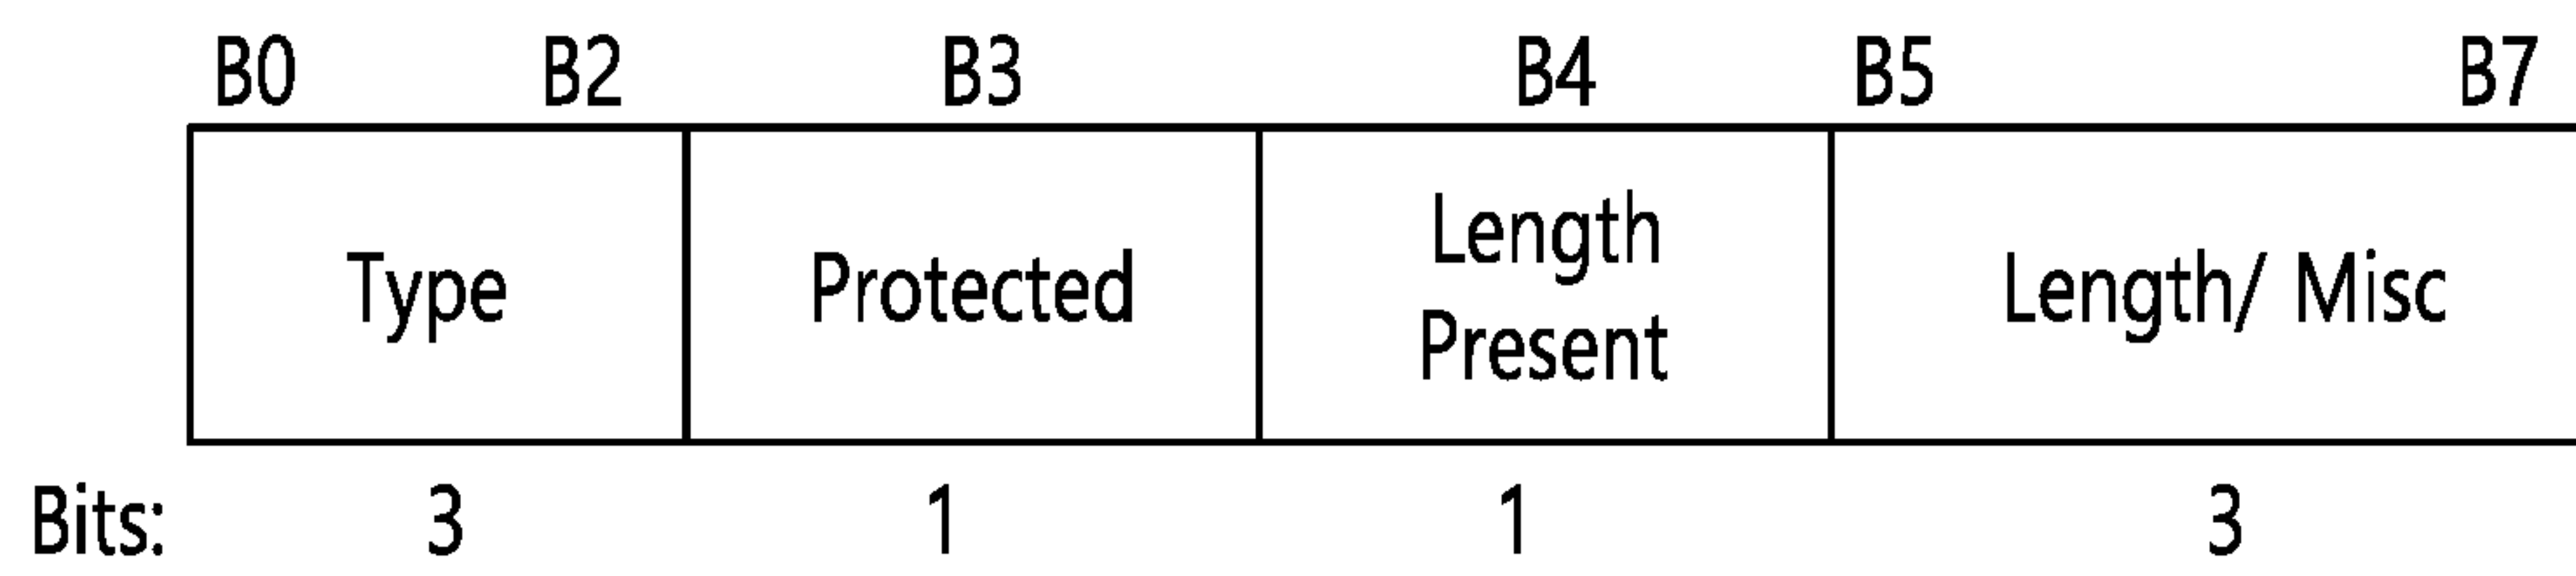 B0 B2 B3 B4 B5 B7
Type Protected Length Present Length/ Misc
Bits: 3 1 1 3